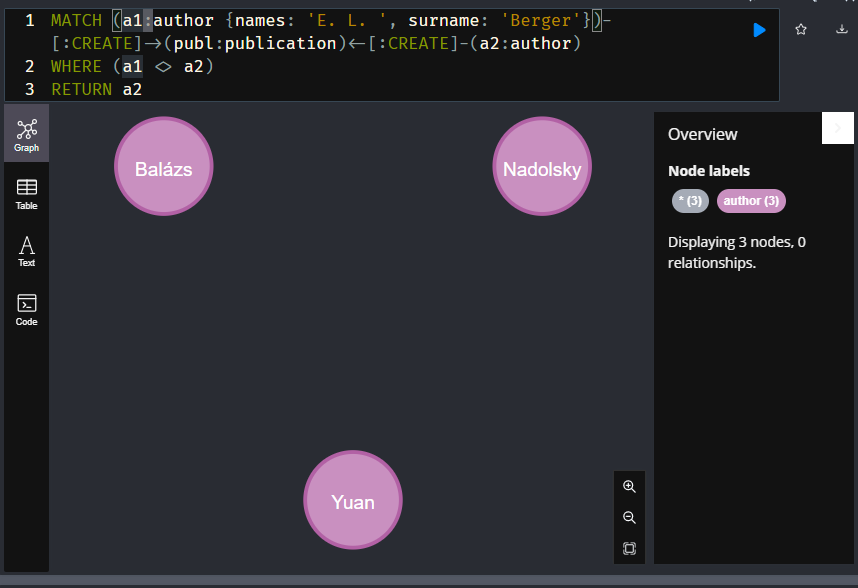 1 MATCH (a1:author {names: 'E. L. ', surname: 'Berger'})-
[:CREATE]->(publ:publication)<-[:CREATE]-(a2:author)
2 WHERE (a1 <> a2)
3 RETURN a2
Graph
Table
Text
Code
Balázs
Nadolsky
Yuan
Overview
Node labels
* (3) author (3)
Displaying 3 nodes, 0
relationships.